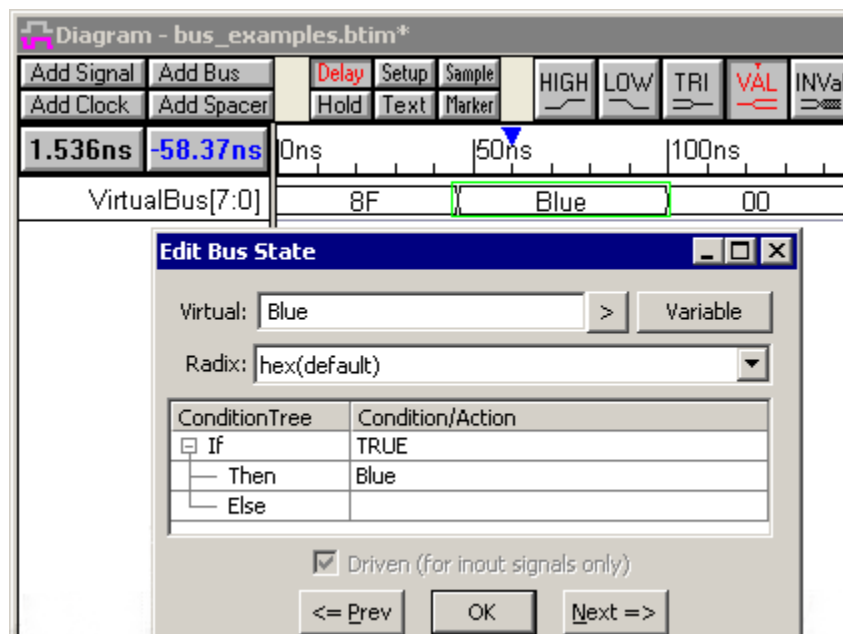 Diagram - bus_examples.btim*
Add Signal Add Bus Delay Setup Sample HIGH LOW TRI VAL INVal
Add Clock Add Spacer Hold Text Marker
1.536ns -58.37ns 0ns 50ns 100ns
VirtualBus[7:0] 8F Blue 00
Edit Bus State
Virtual: Blue > Variable
Radix: hex(default)
ConditionTree Condition/Action
If TRUE
Then Blue
Else
Driven (for inout signals only)
<= Prev OK Next =>